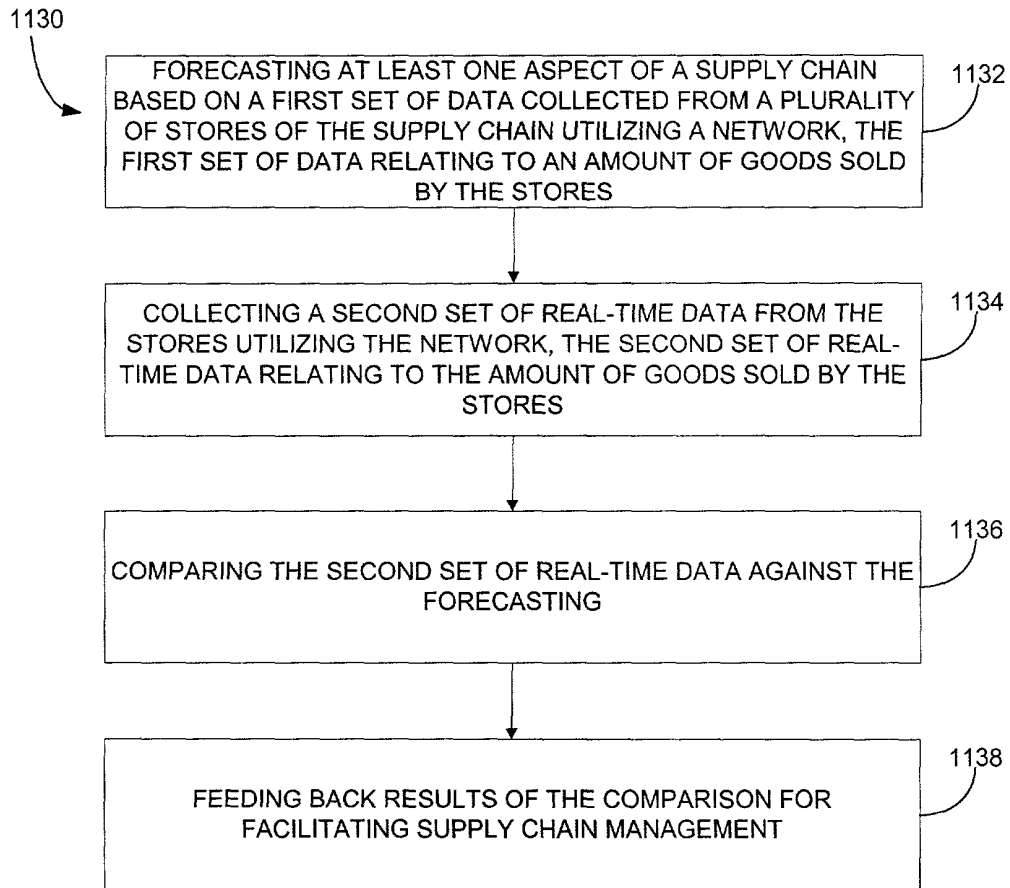 1130
FORECASTING AT LEAST ONE ASPECT OF A SUPPLY CHAIN
BASED ON A FIRST SET OF DATA COLLECTED FROM A PLURALITY
OF STORES OF THE SUPPLY CHAIN UTILIZING A NETWORK, THE
FIRST SET OF DATA RELATING TO AN AMOUNT OF GOODS SOLD
BY THE STORES
1132
COLLECTING A SECOND SET OF REAL-TIME DATA FROM THE
STORES UTILIZING THE NETWORK, THE SECOND SET OF REAL-
TIME DATA RELATING TO THE AMOUNT OF GOODS SOLD BY THE
STORES
1134
COMPARING THE SECOND SET OF REAL-TIME DATA AGAINST THE
FORECASTING
1136
FEEDING BACK RESULTS OF THE COMPARISON FOR
FACILITATING SUPPLY CHAIN MANAGEMENT
1138